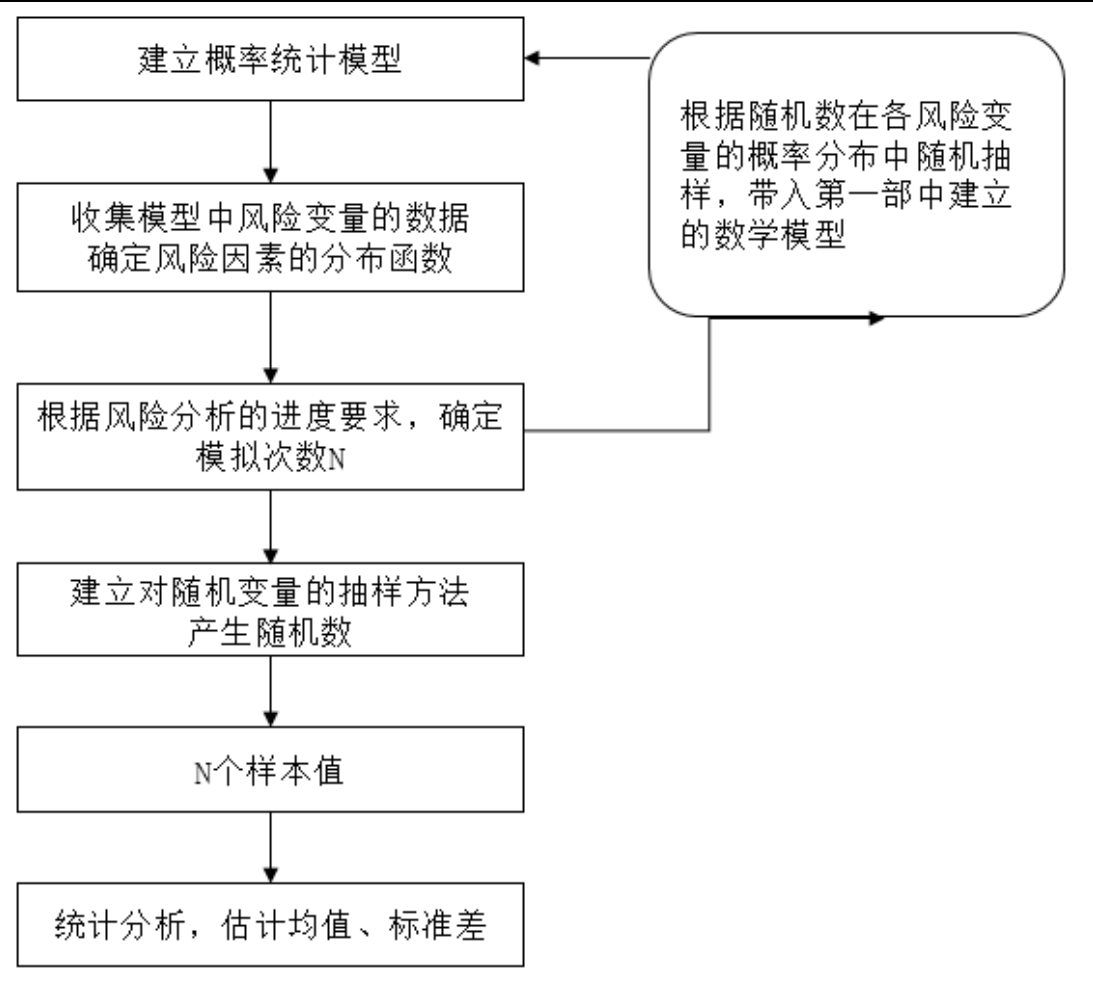 建立概率统计模型
根据随机数在各风险变
量的概率分布中随机抽
样，带入第一部中建立
的数学模型
收集模型中风险变量的数据
确定风险因素的分布函数
根据风险分析的进度要求，确定
模拟次数N
建立对随机变量的抽样方法
产生随机数
N个样本值
统计分析，估计均值、标准差